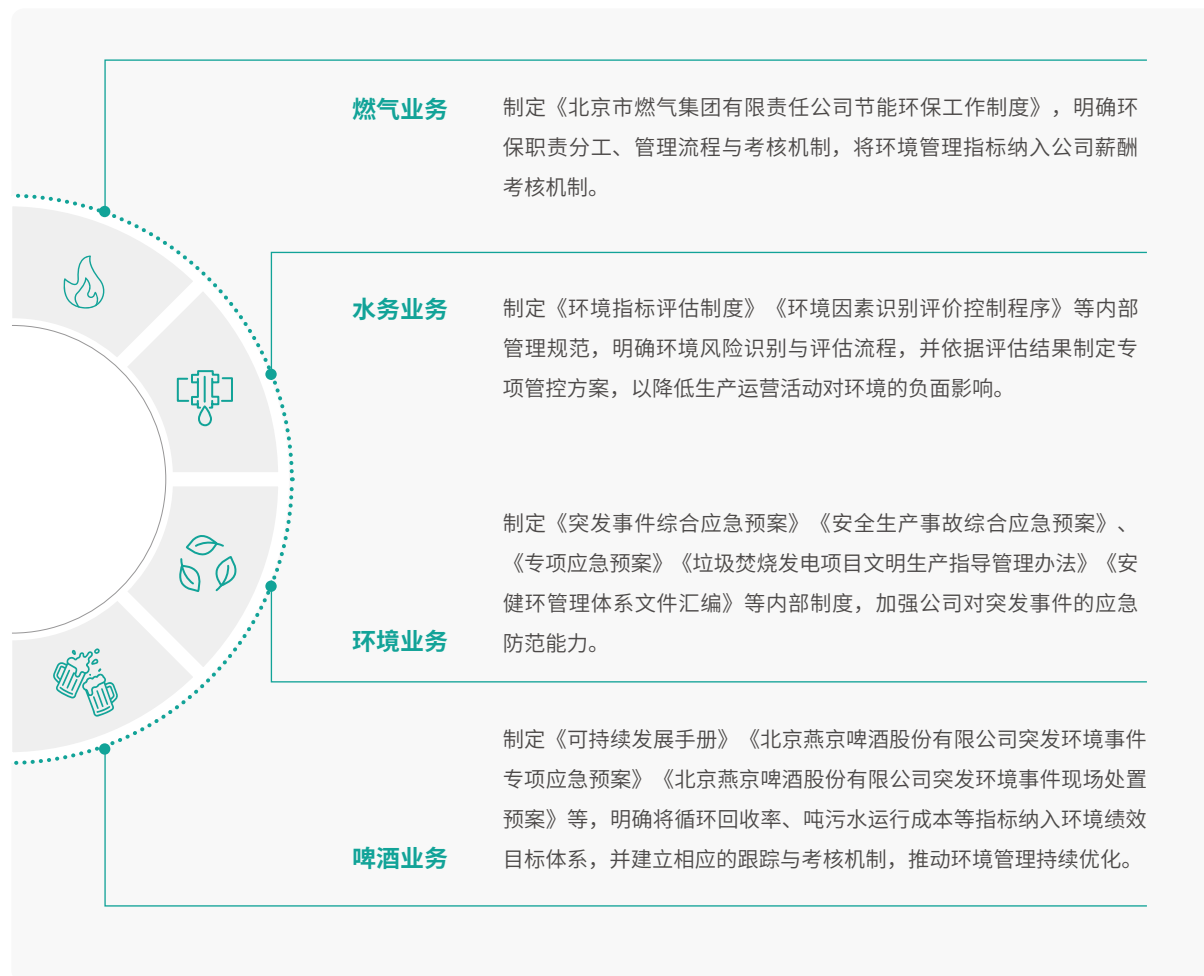 燃气业务
制定《北京市燃气集团有限责任公司节能环保工作制度》，明确环
保职责分工、管理流程与考核机制，将环境管理指标纳入公司薪酬
考核机制。
水务业务
制定《环境指标评估制度》《环境因素识别评价控制程序》等内部
管理规范，明确环境风险识别与评估流程，并依据评估结果制定专
项管控方案，以降低生产运营活动对环境的负面影响。
环境业务
制定《突发事件综合应急预案》《安全生产事故综合应急预案》、
《专项应急预案》《垃圾焚烧发电项目文明生产指导管理办法》《安
健环管理体系文件汇编》等内部制度，加强公司对突发事件的应急
防范能力。
啤酒业务
制定《可持续发展手册》《北京燕京啤酒股份有限公司突发环境事件
专项应急预案》《北京燕京啤酒股份有限公司突发环境事件现场处置
预案》等，明确将循环回收率、吨污水运行成本等指标纳入环境绩效
目标体系，并建立相应的跟踪与考核机制，推动环境管理持续优化。